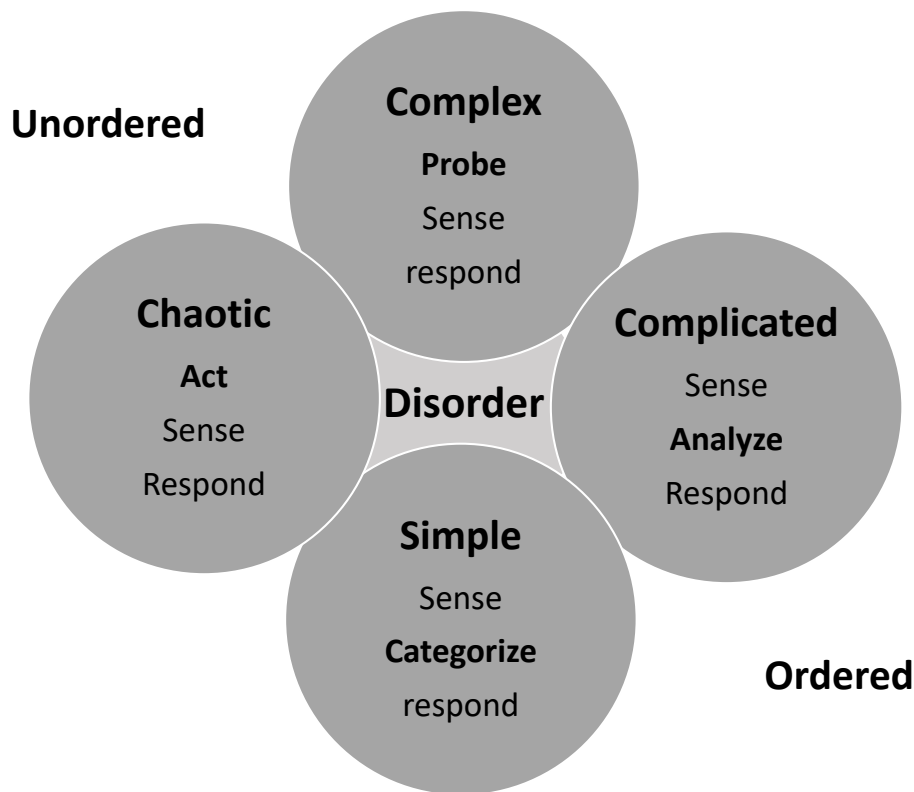 Unordered
Complex
Probe
Sense
respond
Chaotic
Act
Sense
Respond
Complicated
Sense
Analyze
Respond
Disorder
Simple
Sense
Categorize
respond
Ordered